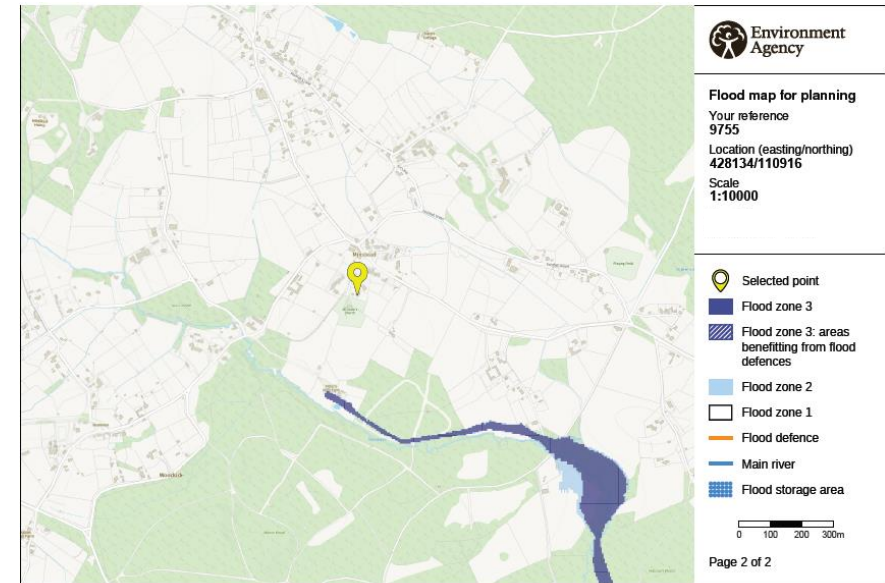 Environment
Agency
Flood map for planning
Your reference
9755
Location (easting/northing)
428134/110916
Scale
1:10000
Selected point
Flood zone 3
Flood zone 3: areas
benefitting from flood
defences
Flood zone 2
Flood zone 1
Flood defence
Main river
Flood storage area
0 100 200 300m
Page 2 of 2
Minstead